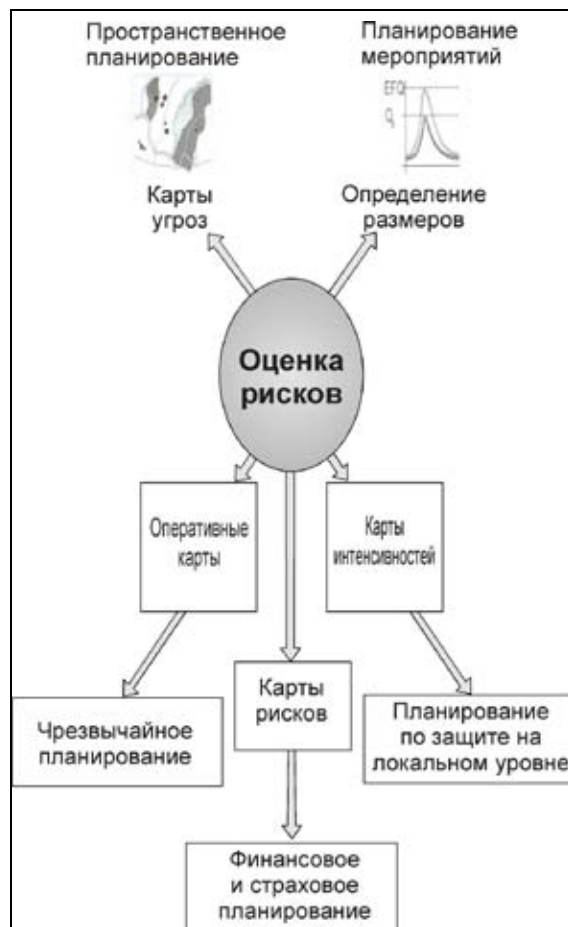 Пространственное
планирование
Планирование
мероприятий
EFQ
Q
Карты
угроз
Определение
размеров
Оценка
рисков
Оперативные
карты
Карты
интенсивностей
Карты
рисков
Чрезвычайное
планирование
Планирование
по защите на
локальном уровне
Финансовое
и страховое
планирование